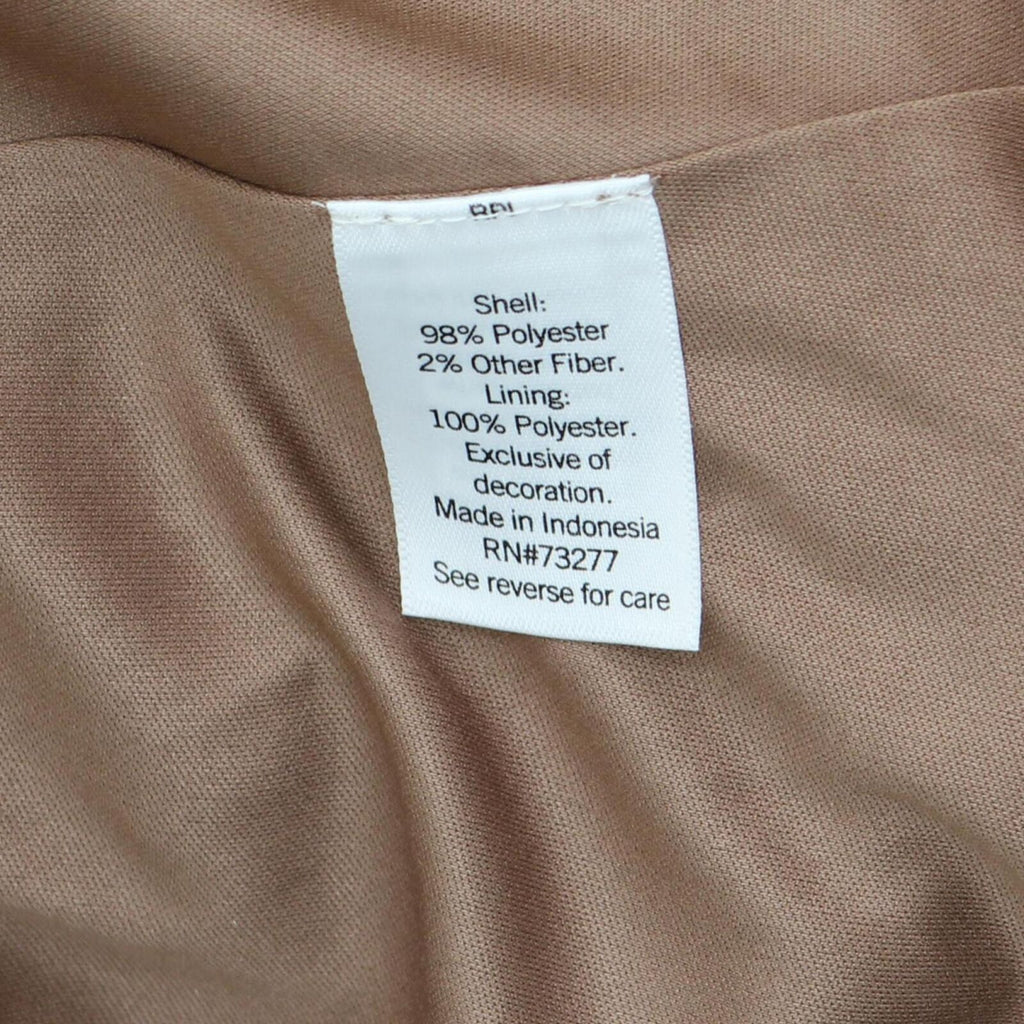 Shell:
98% Polyester
2% Other Fiber.
Lining:
100% Polyester.
Exclusive of
decoration.
Made in Indonesia
RN#73277
See reverse for care